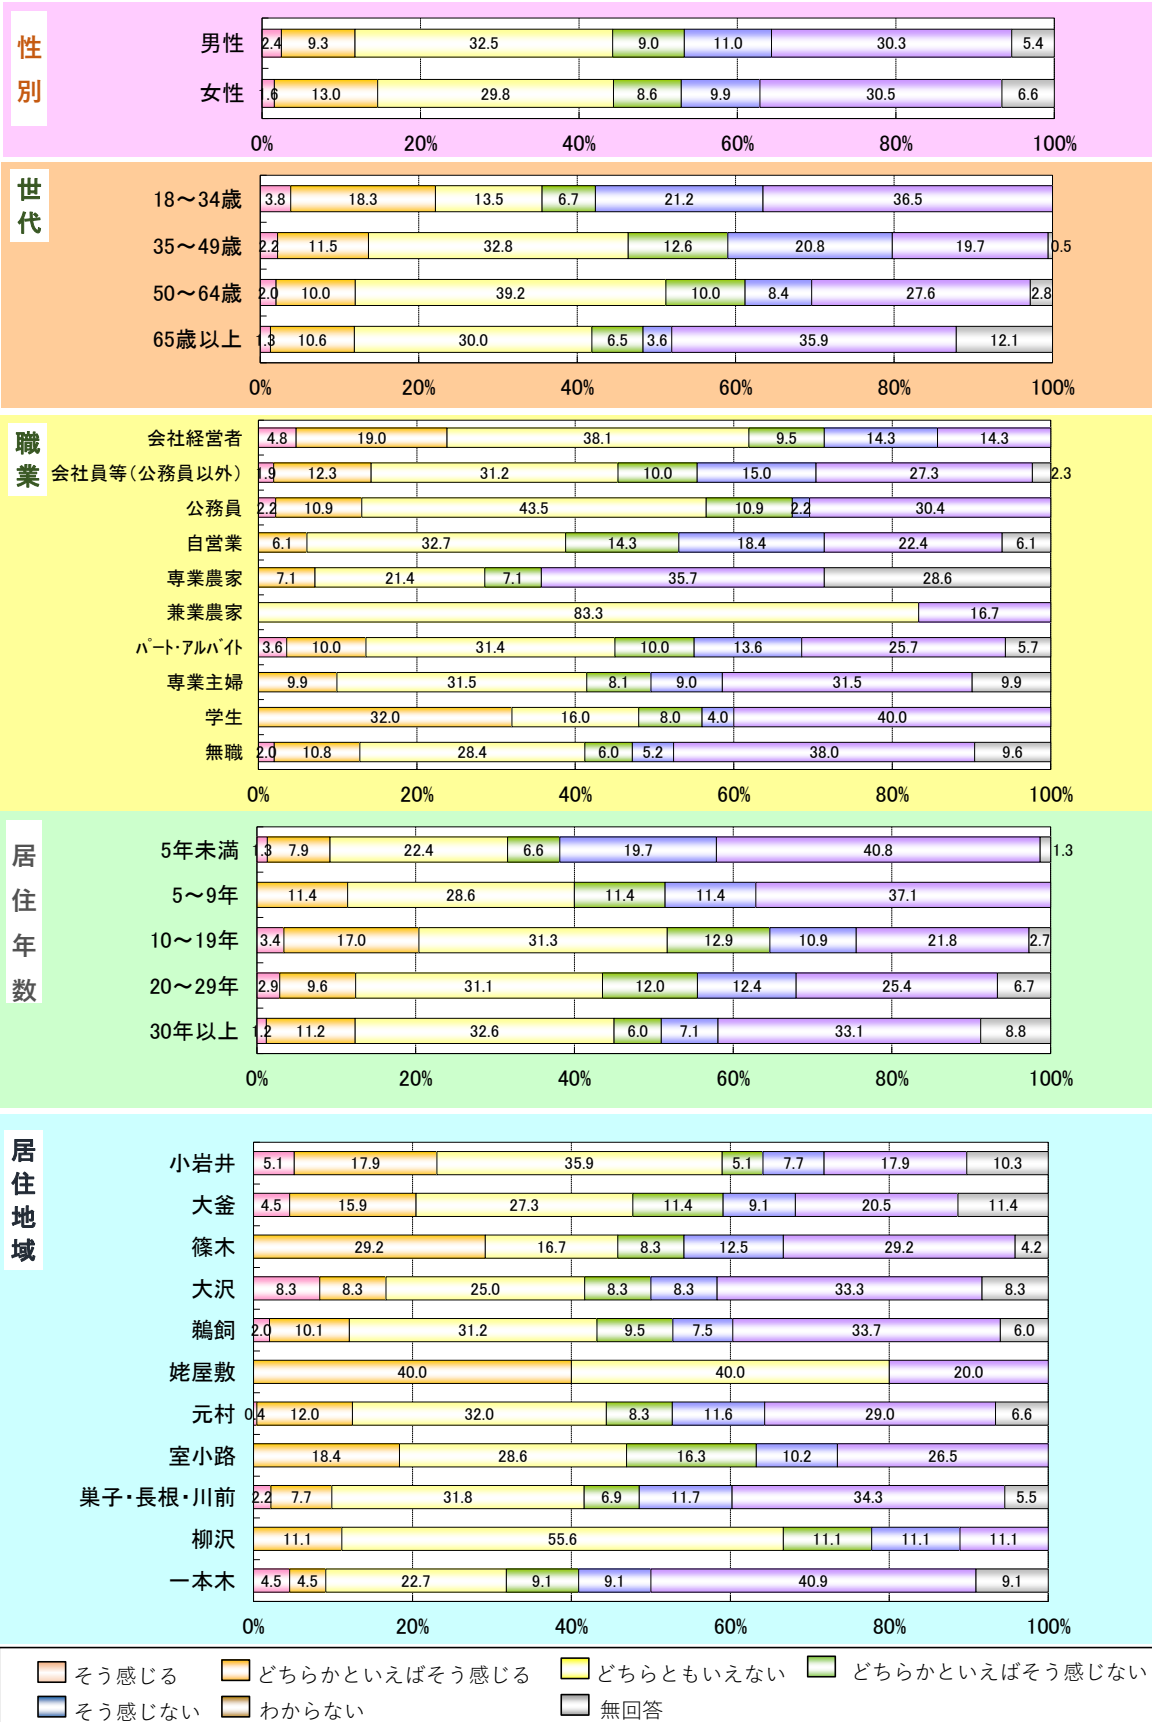 性別
男性 2.4 9.3 32.5 9.0 11.0 30.3 5.4
女性 1.6 13.0 29.8 8.6 9.9 30.5 6.6
0% 20% 40% 60% 80% 100%
世代
18～34歳 3.8 18.3 13.5 6.7 21.2 36.5
35～49歳 2.2 11.5 32.8 12.6 20.8 19.7 0.5
50～64歳 2.0 10.0 39.2 10.0 8.4 27.6 2.8
65歳以上 1.3 10.6 30.0 6.5 3.6 35.9 12.1
0% 20% 40% 60% 80% 100%
職業
会社経営者 4.8 19.0 38.1 9.5 14.3 14.3
会社員等(公務員以外) 1.9 12.3 31.2 10.0 15.0 27.3 2.3
公務員 2.2 10.9 43.5 10.9 2.2 30.4
自営業 6.1 32.7 14.3 18.4 22.4 6.1
専業農家 7.1 21.4 7.1 35.7 28.6
兼業農家 83.3 16.7
ﾊﾟｰﾄ･ｱﾙﾊﾞｲﾄ 3.6 10.0 31.4 10.0 13.6 25.7 5.7
専業主婦 9.9 31.5 8.1 9.0 31.5 9.9
学生 32.0 16.0 8.0 4.0 40.0
無職 2.0 10.8 28.4 6.0 5.2 38.0 9.6
0% 20% 40% 60% 80% 100%
居住年数
5年未満 1.3 7.9 22.4 6.6 19.7 40.8 1.3
5～9年 11.4 28.6 11.4 11.4 37.1
10～19年 3.4 17.0 31.3 12.9 10.9 21.8 2.7
20～29年 2.9 9.6 31.1 12.0 12.4 25.4 6.7
30年以上 1.2 11.2 32.6 6.0 7.1 33.1 8.8
0% 20% 40% 60% 80% 100%
居住地域
小岩井 5.1 17.9 35.9 5.1 7.7 17.9 10.3
大釜 4.5 15.9 27.3 11.4 9.1 20.5 11.4
篠木 29.2 16.7 8.3 12.5 29.2 4.2
大沢 8.3 8.3 25.0 8.3 8.3 33.3 8.3
鵜飼 2.0 10.1 31.2 9.5 7.5 33.7 6.0
姥屋敷 40.0 40.0 20.0
元村 0.4 12.0 32.0 8.3 11.6 29.0 6.6
室小路 18.4 28.6 16.3 10.2 26.5
巣子・長根・川前 2.2 7.7 31.8 6.9 11.7 34.3 5.5
柳沢 11.1 55.6 11.1 11.1 11.1
一本木 4.5 4.5 22.7 9.1 9.1 40.9 9.1
0% 20% 40% 60% 80% 100%
そう感じる どちらかといえばそう感じる どちらともいえない どちらかといえばそう感じない
そう感じない わからない 無回答